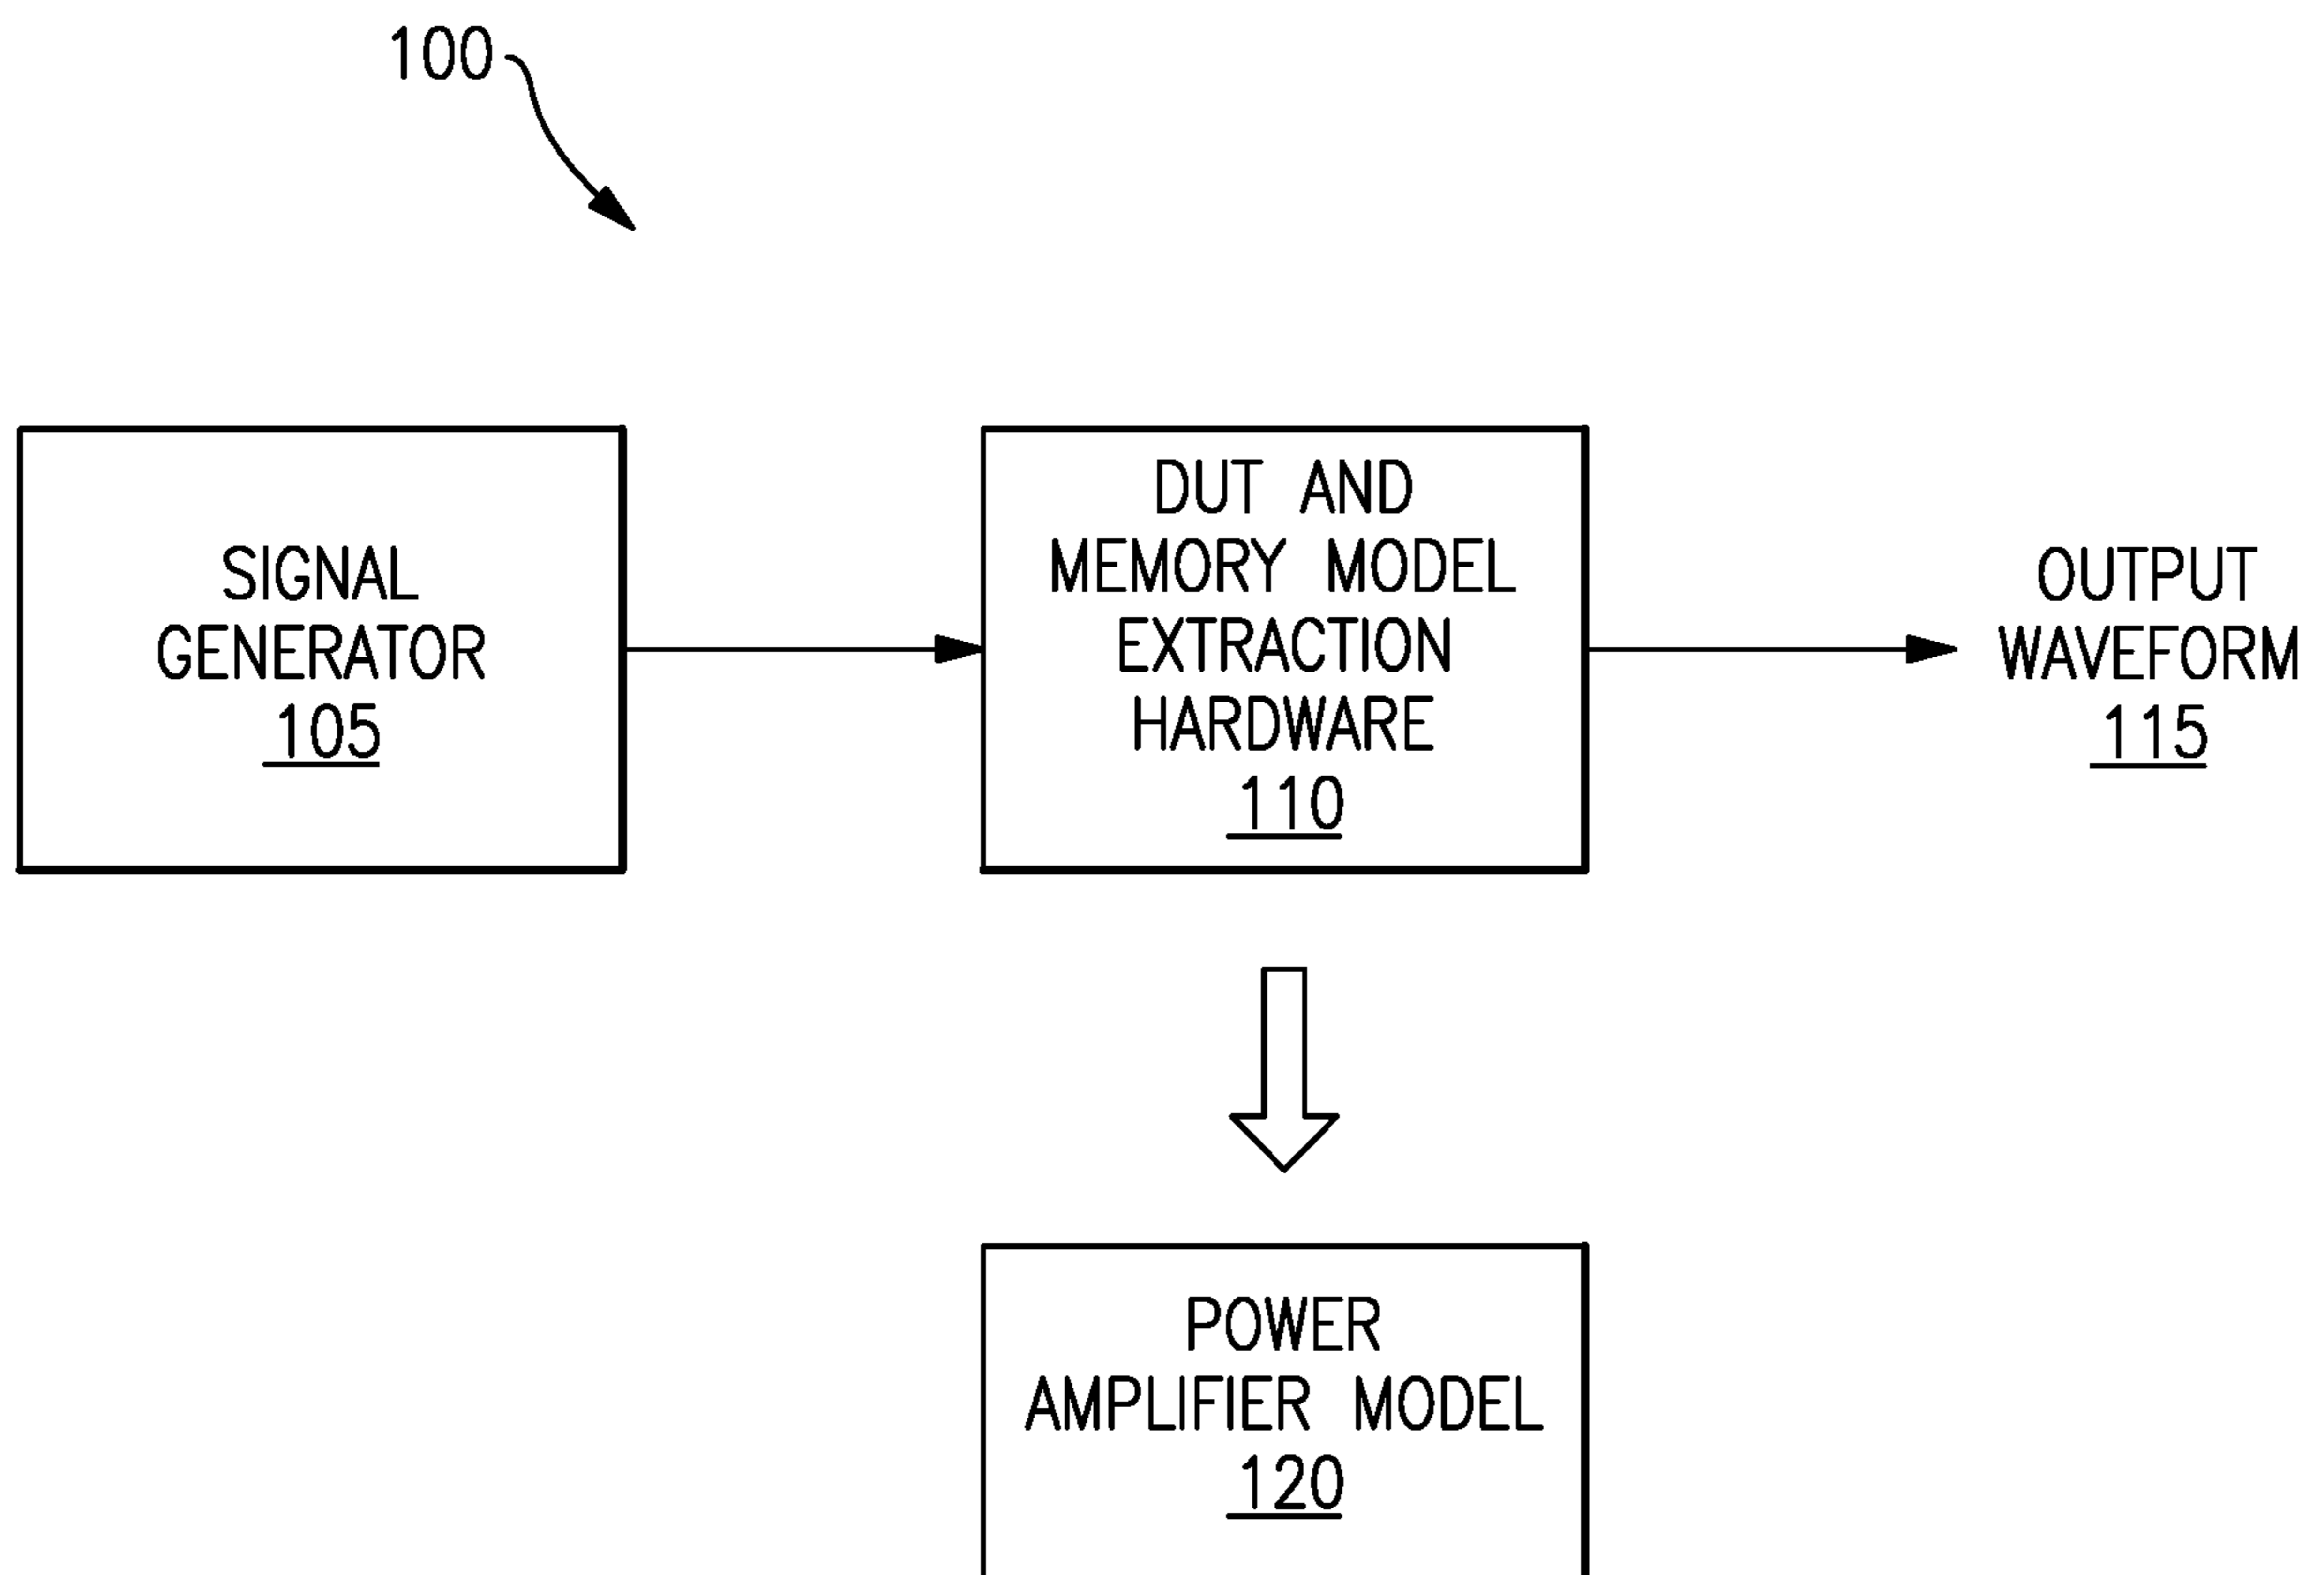 100
SIGNAL
GENERATOR
105
DUT AND
MEMORY MODEL
EXTRACTION
HARDWARE
110
OUTPUT
WAVEFORM
115
POWER
AMPLIFIER MODEL
120